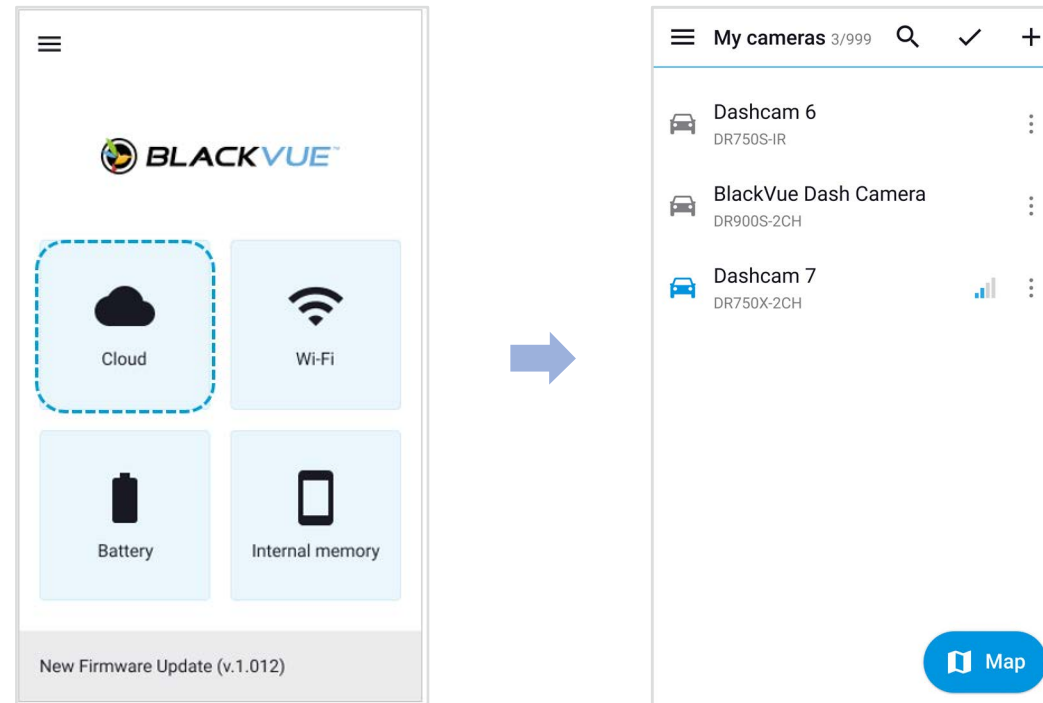 BLACKVUE™
Cloud
Wi-Fi
Battery
Internal memory
New Firmware Update (v.1.012)
My cameras 3/999
Dashcam 6
DR750S-IR
BlackVue Dash Camera
DR900S-2CH
Dashcam 7
DR750X-2CH
Map